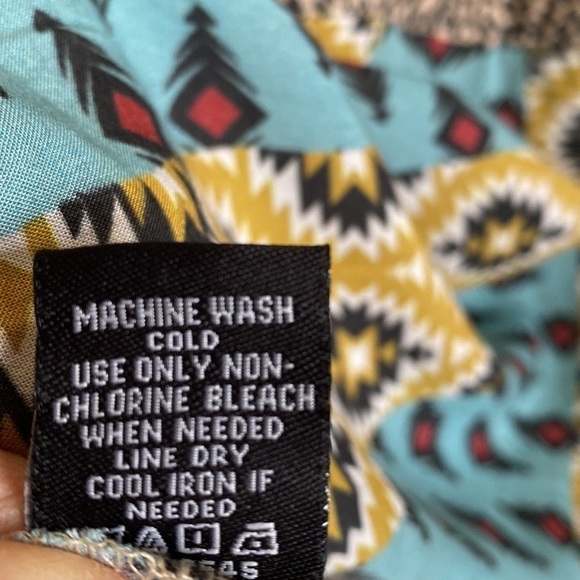 MACHINE WASH
COLD
USE ONLY NON-
CHLORINE BLEACH
WHEN NEEDED
LINE DRY
COOL IRON IF
NEEDED